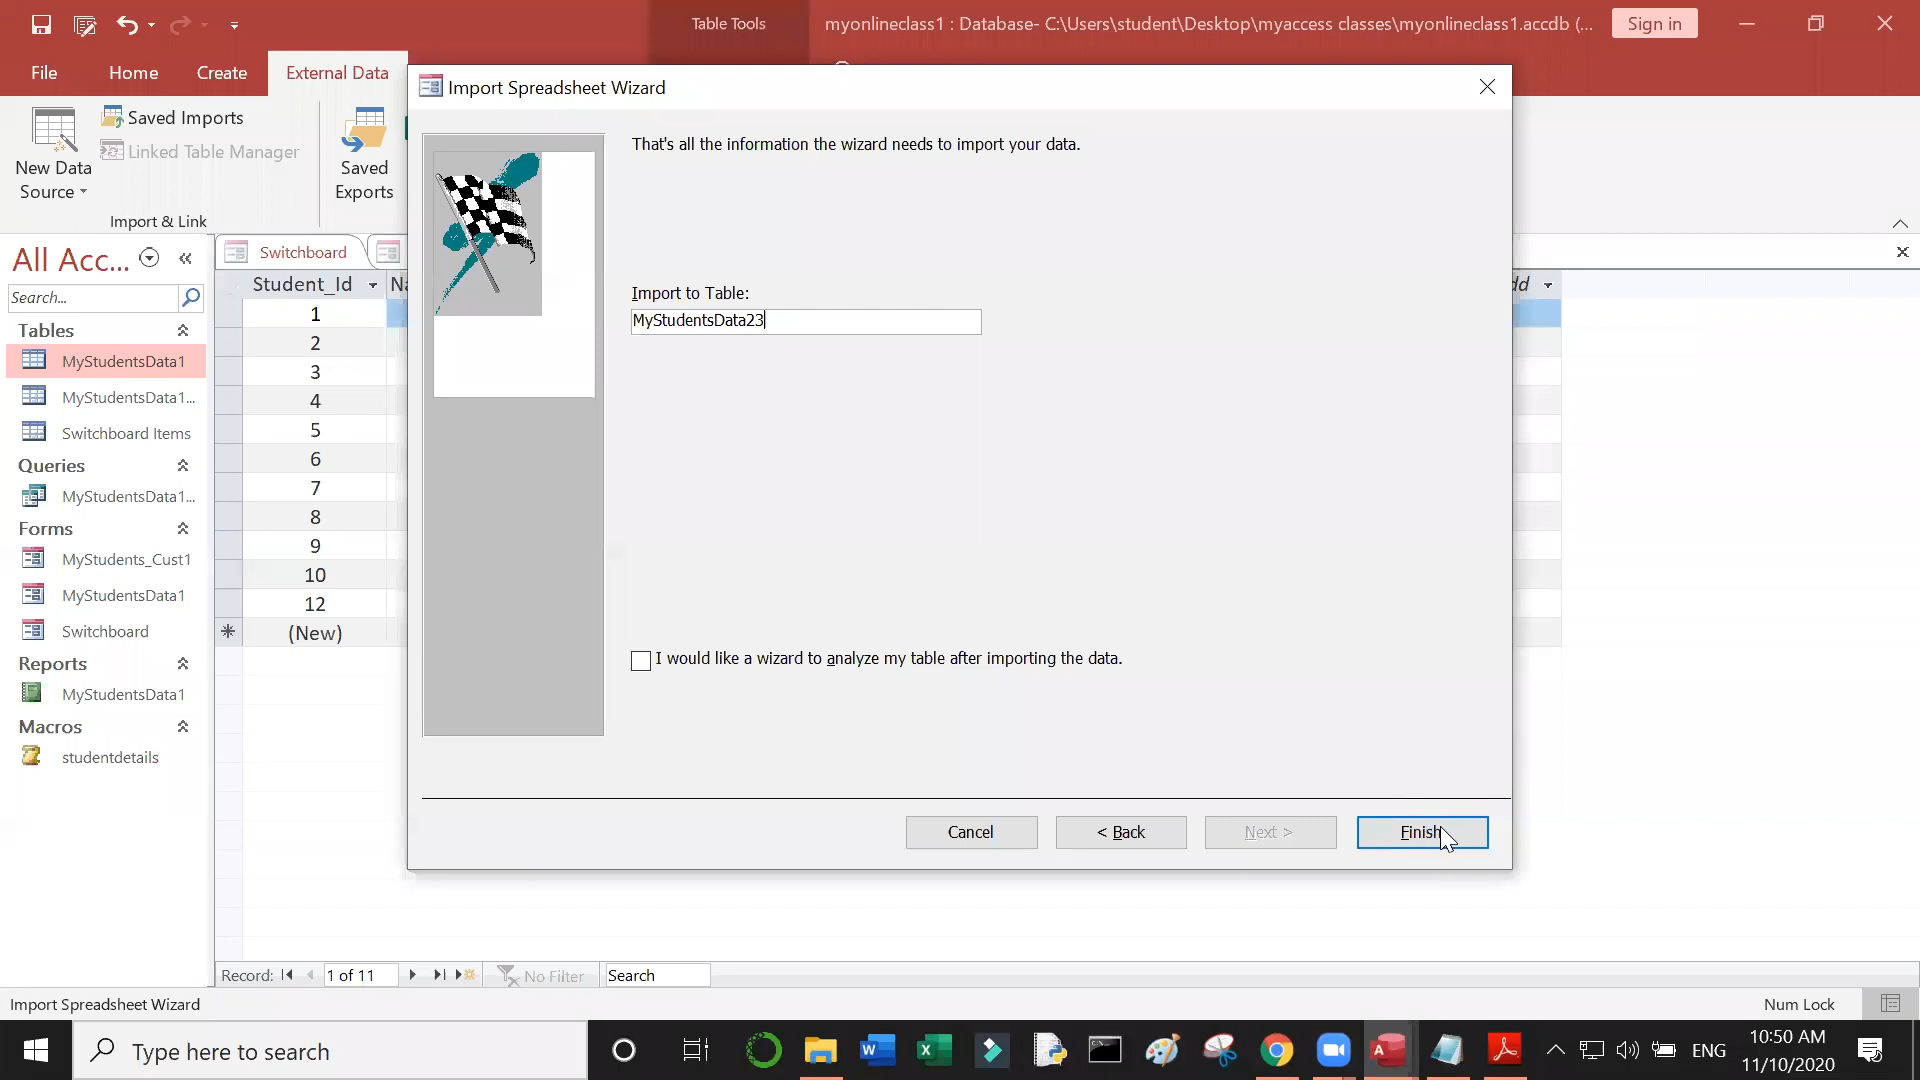 Table Tools
myonlineclass1 : Database- C:\Users\student\Desktop\myaccess classes\myonlineclass1.accdb (...
Sign in
File
Home
Create
External Data
New Data
Source
Saved Imports
Linked Table Manager
Saved
Exports
Import & Link
Import Spreadsheet Wizard
That's all the information the wizard needs to import your data.
Import to Table:
MyStudentsData23
I would like a wizard to analyze my table after importing the data.
Cancel
< Back
Next >
Finish
All Acc...
Search...
Tables
MyStudentsData1
MyStudentsData1...
Switchboard Items
Queries
MyStudentsData1...
Forms
MyStudents_Cust1
MyStudentsData1
Switchboard
Reports
MyStudentsData1
Macros
studentdetails
Switchboard
Student_Id
1
2
3
4
5
6
7
8
9
10
12
(New)
Record:
1 of 11
No Filter
Search
Import Spreadsheet Wizard
Num Lock
Type here to search
ENG
10:50 AM
11/10/2020